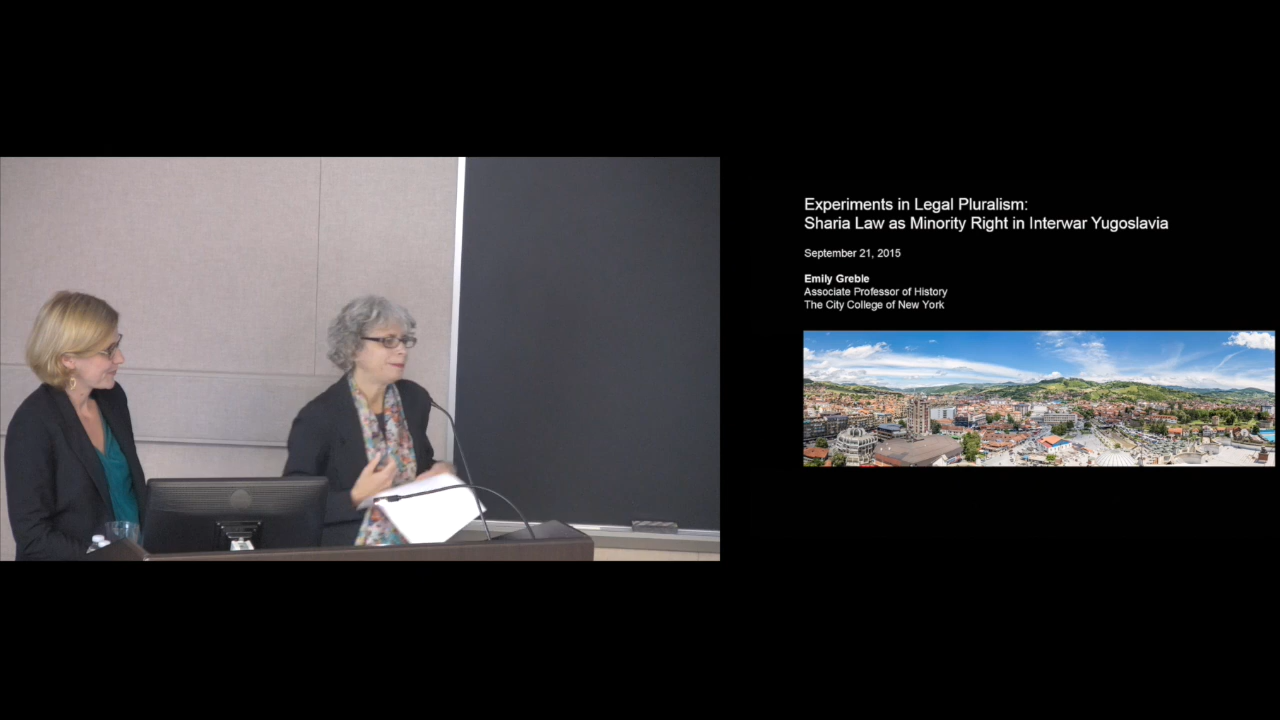 Experiments in Legal Pluralism:
Sharia Law as Minority Right in Interwar Yugoslavia
September 21, 2015
Emily Greble
Associate Professor of History
The City College of New York